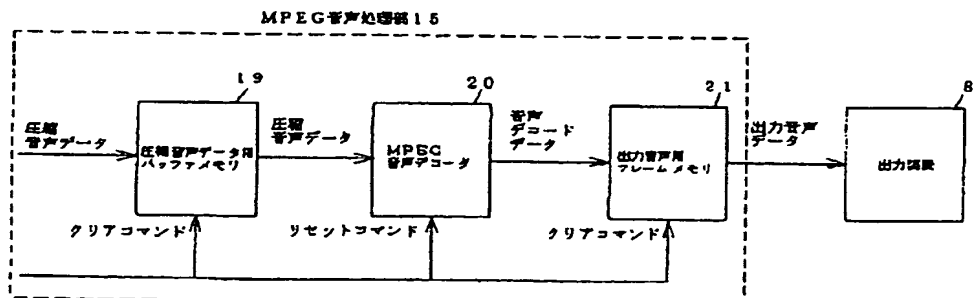 MPEG音声処理部15
19
20
21
8
圧縮
音声データ
圧縮音声データ用
バッファメモリ
圧縮
音声データ
MPEG
音声デコーダ
音声
デコード
データ
出力音声用
フレームメモリ
出力音声
データ
出力装置
クリアコマンド
リセットコマンド
クリアコマンド